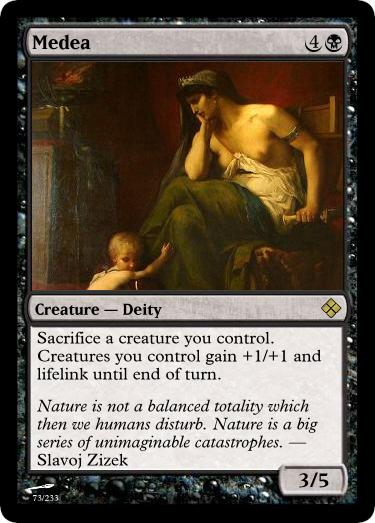 Medea 4
Creature — Deity
Sacrifice a creature you control.
Creatures you control gain +1/+1 and
lifelink until end of turn.
Nature is not a balanced totality which
then we humans disturb. Nature is a big
series of unimaginable catastrophes. —
Slavoj Zizek
3/5
73/233